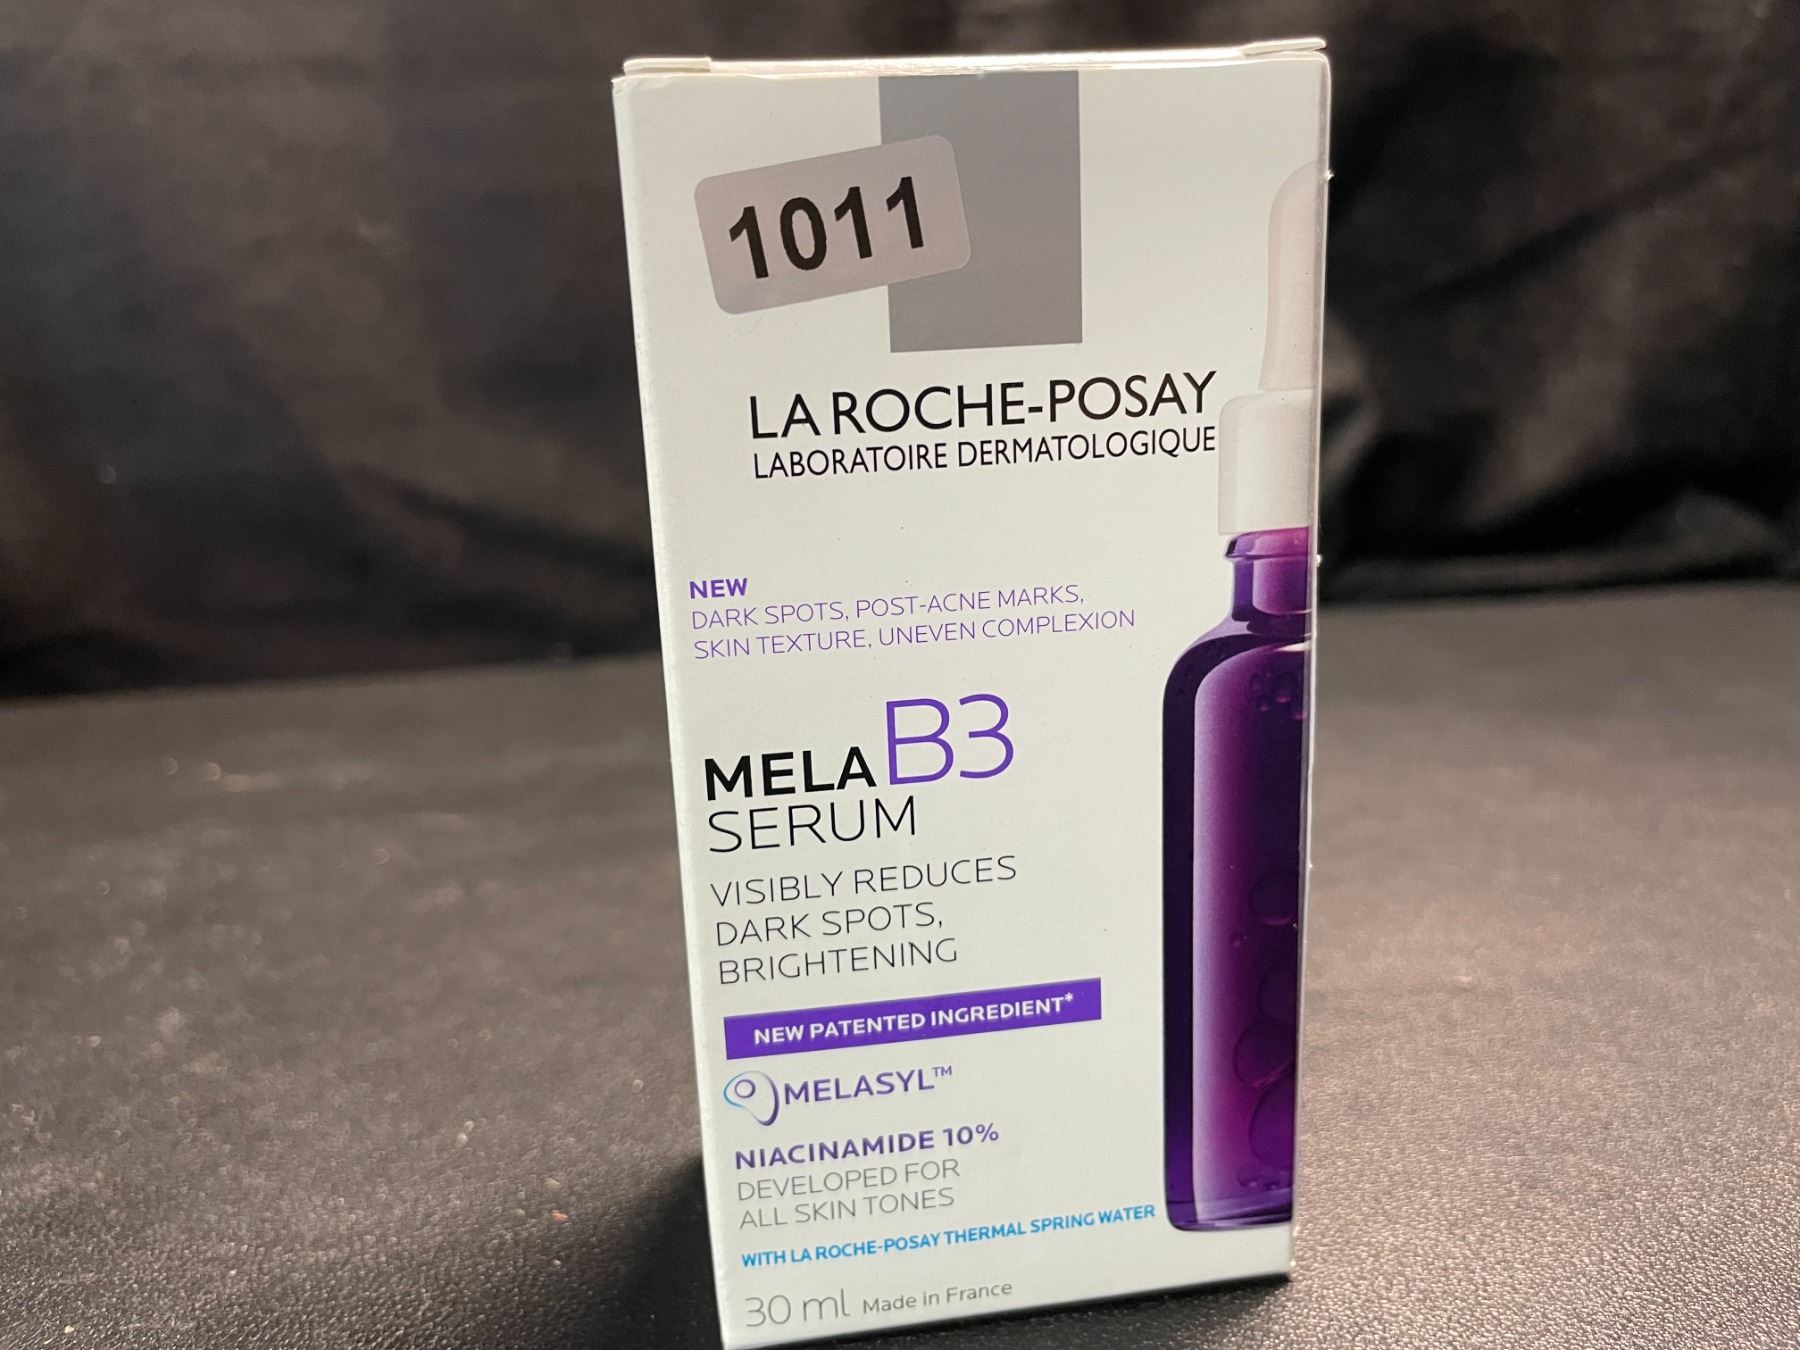 1011
LA ROCHE-POSAY
LABORATOIRE DERMATOLOGIQUE
NEW
DARK SPOTS, POST-ACNE MARKS,
SKIN TEXTURE, UNEVEN COMPLEXION
MELA B3
SERUM
VISIBLY REDUCES
DARK SPOTS,
BRIGHTENING
NEW PATENTED INGREDIENT*
MELASYL™
NIACINAMIDE 10%
DEVELOPED FOR
ALL SKIN TONES
WITH LA ROCHE-POSAY THERMAL SPRING WATER
30 ml Made in France